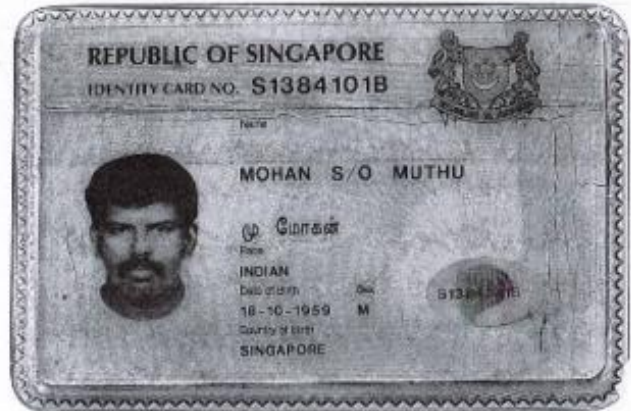 REPUBLIC OF SINGAPORE
IDENTITY CARD NO. S1384101B
Name
MOHAN S/O MUTHU
மு மோகன்
Race
INDIAN
Date of birth Sex
18-10-1959 M
Country of birth
SINGAPORE